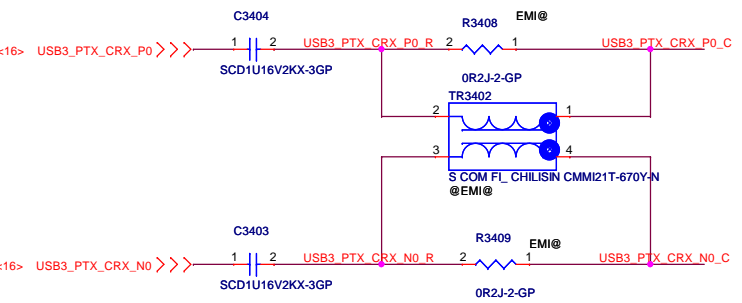 C3404
R3408
EMI@
<16>
USB3_PTX_CRX_P0
1
2
USB3_PTX_CRX_P0_R
2
1
USB3_PTX_CRX_P0_C
SCD1U16V2KX-3GP
0R2J-2-GP
TR3402
2
1
3
4
S COM FI_ CHILISIN CMMI21T-670Y-N
@EMI@
C3403
R3409
EMI@
<16>
USB3_PTX_CRX_N0
1
2
USB3_PTX_CRX_N0_R
2
1
USB3_PTX_CRX_N0_C
SCD1U16V2KX-3GP
0R2J-2-GP